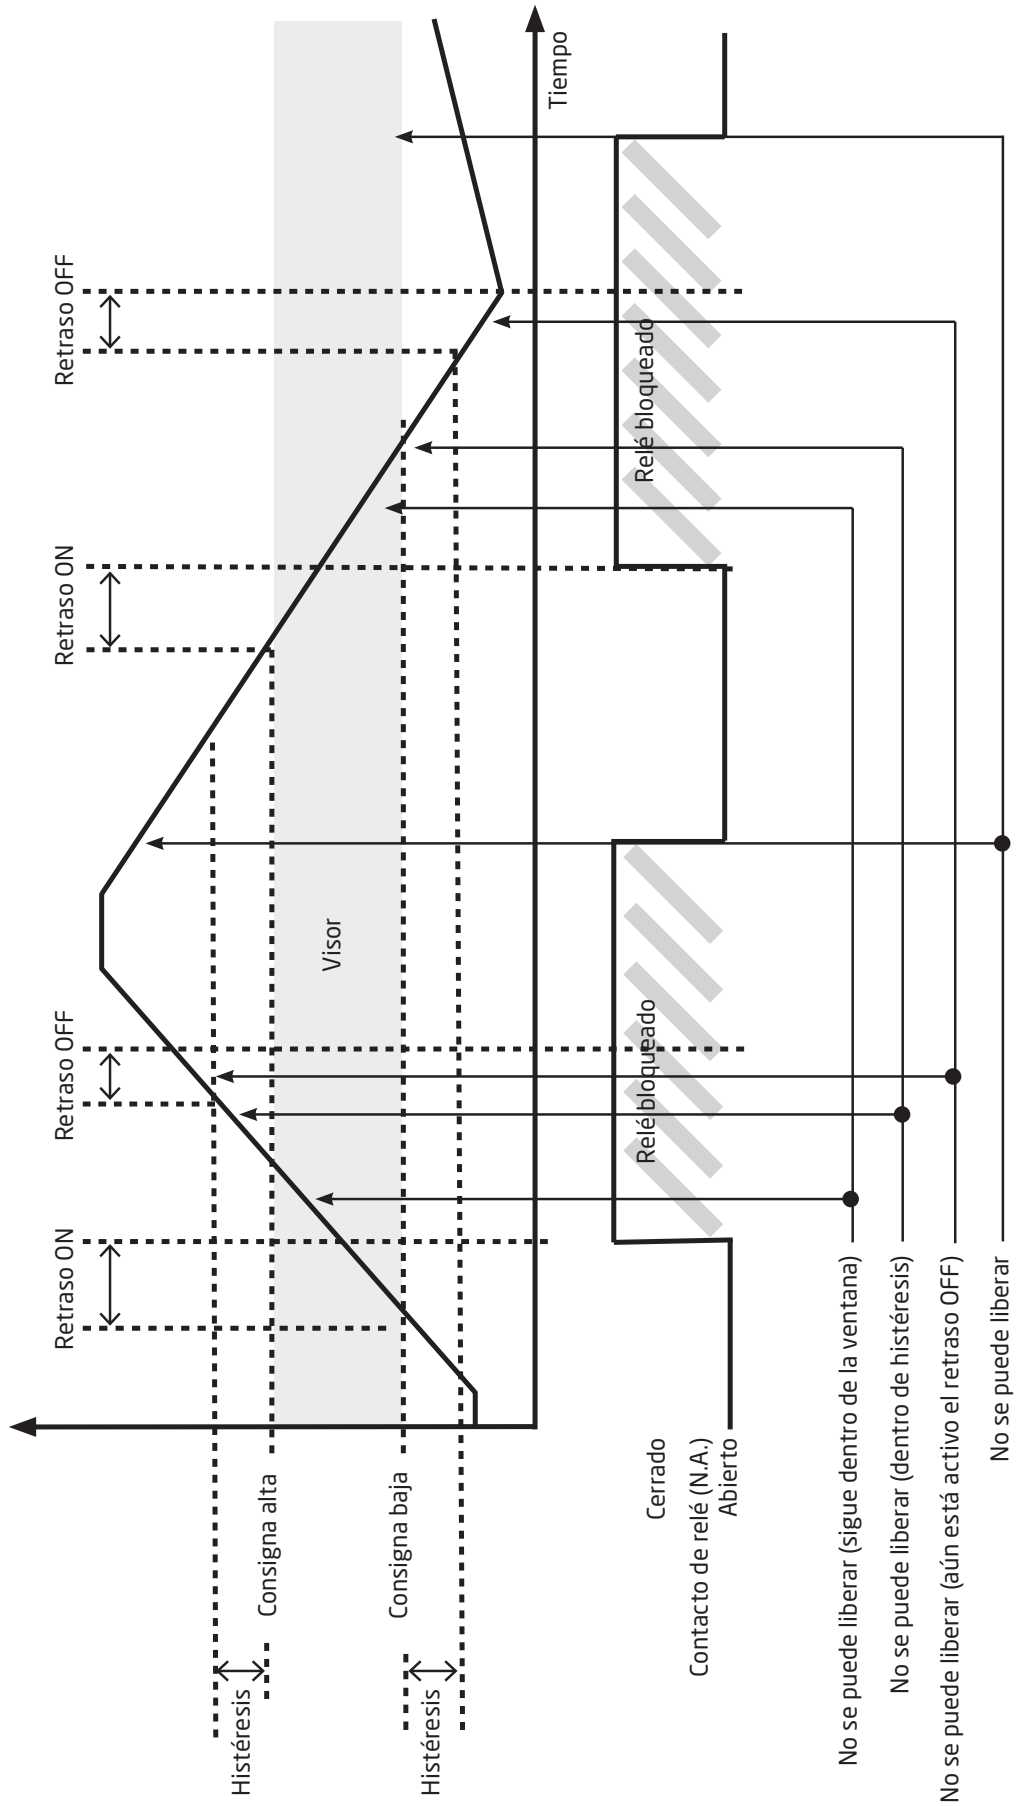 Retraso ON
Retraso OFF
Retraso ON
Retraso OFF
Histéresis
Consigna alta
Visor
Consigna baja
Histéresis
Tiempo
Cerrado
Contacto de relé (N.A.)
Abierto
Relé bloqueado
Relé bloqueado
No se puede liberar (sigue dentro de la ventana)
No se puede liberar (dentro de histéresis)
No se puede liberar (aún está activo el retraso OFF)
No se puede liberar